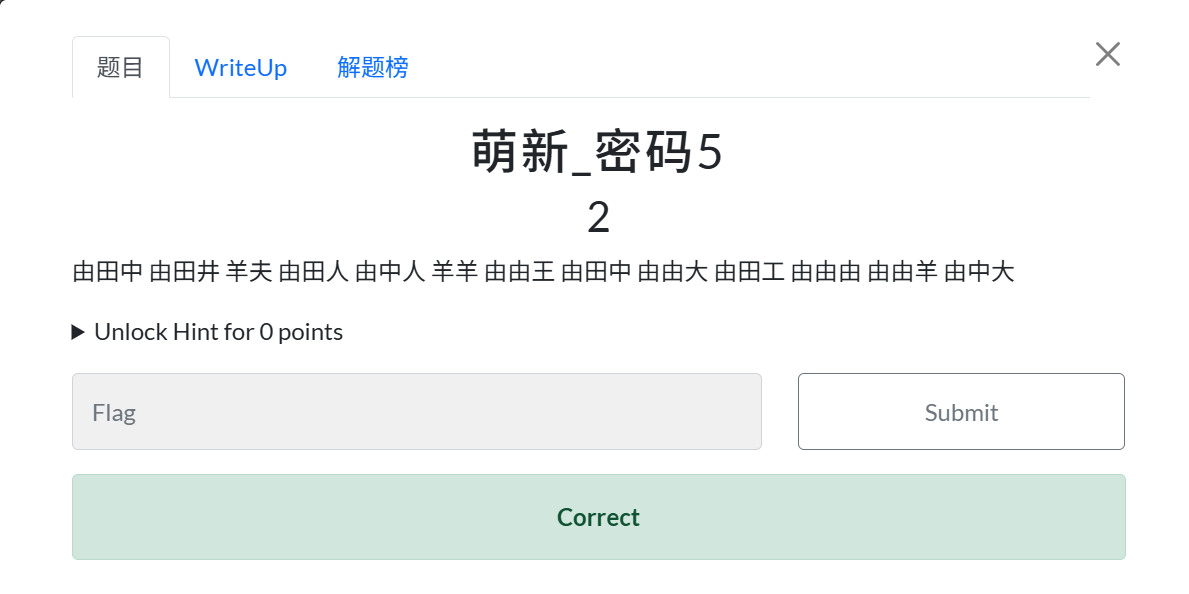 题目 WriteUp 解题榜
萌新_密码5
2
由田中 由田井 羊夫 由田人 由中人 羊羊 由由王 由田中 由由大 由田工 由由由 由由羊 由中大
Unlock Hint for 0 points
Flag Submit
Correct